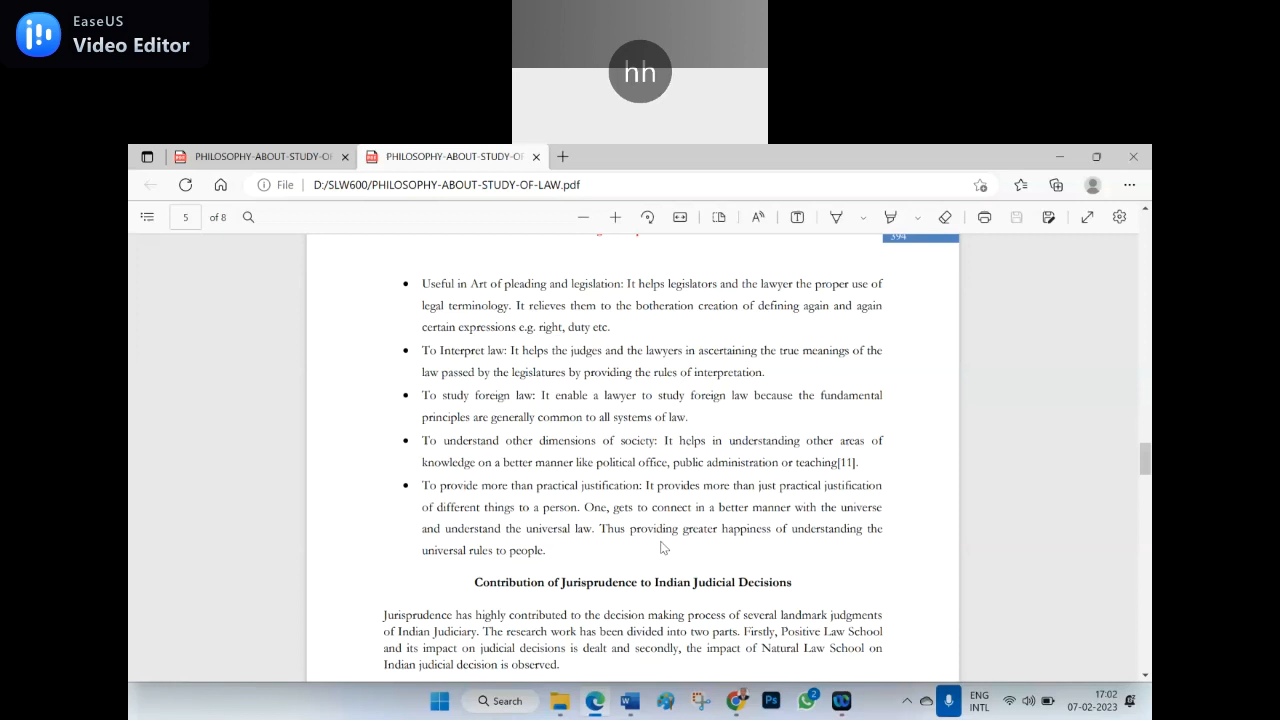 EaseUS
Video Editor
hh
PHILOSOPHY-ABOUT-STUDY-OF
PHILOSOPHY-ABOUT-STUDY-OF
File
D:/SLW600/PHILOSOPHY-ABOUT-STUDY-OF-LAW.pdf
5 of 8
394
• Useful in Art of pleading and legislation: It helps legislators and the lawyer the proper use of
legal terminology. It relieves them to the botheration creation of defining again and again
certain expressions e.g. right, duty etc.
• To Interpret law: It helps the judges and the lawyers in ascertaining the true meanings of the
law passed by the legislatures by providing the rules of interpretation.
• To study foreign law: It enable a lawyer to study foreign law because the fundamental
principles are generally common to all systems of law.
• To understand other dimensions of society: It helps in understanding other areas of
knowledge on a better manner like political office, public administration or teaching[11].
• To provide more than practical justification: It provides more than just practical justification
of different things to a person. One, gets to connect in a better manner with the universe
and understand the universal law. Thus providing greater happiness of understanding the
universal rules to people.
Contribution of Jurisprudence to Indian Judicial Decisions
Jurisprudence has highly contributed to the decision making process of several landmark judgments
of Indian Judiciary. The research work has been divided into two parts. Firstly, Positive Law School
and its impact on judicial decisions is dealt and secondly, the impact of Natural Law School on
Indian judicial decision is observed.
Search
2
ENG
INTL
17:02
07-02-2023